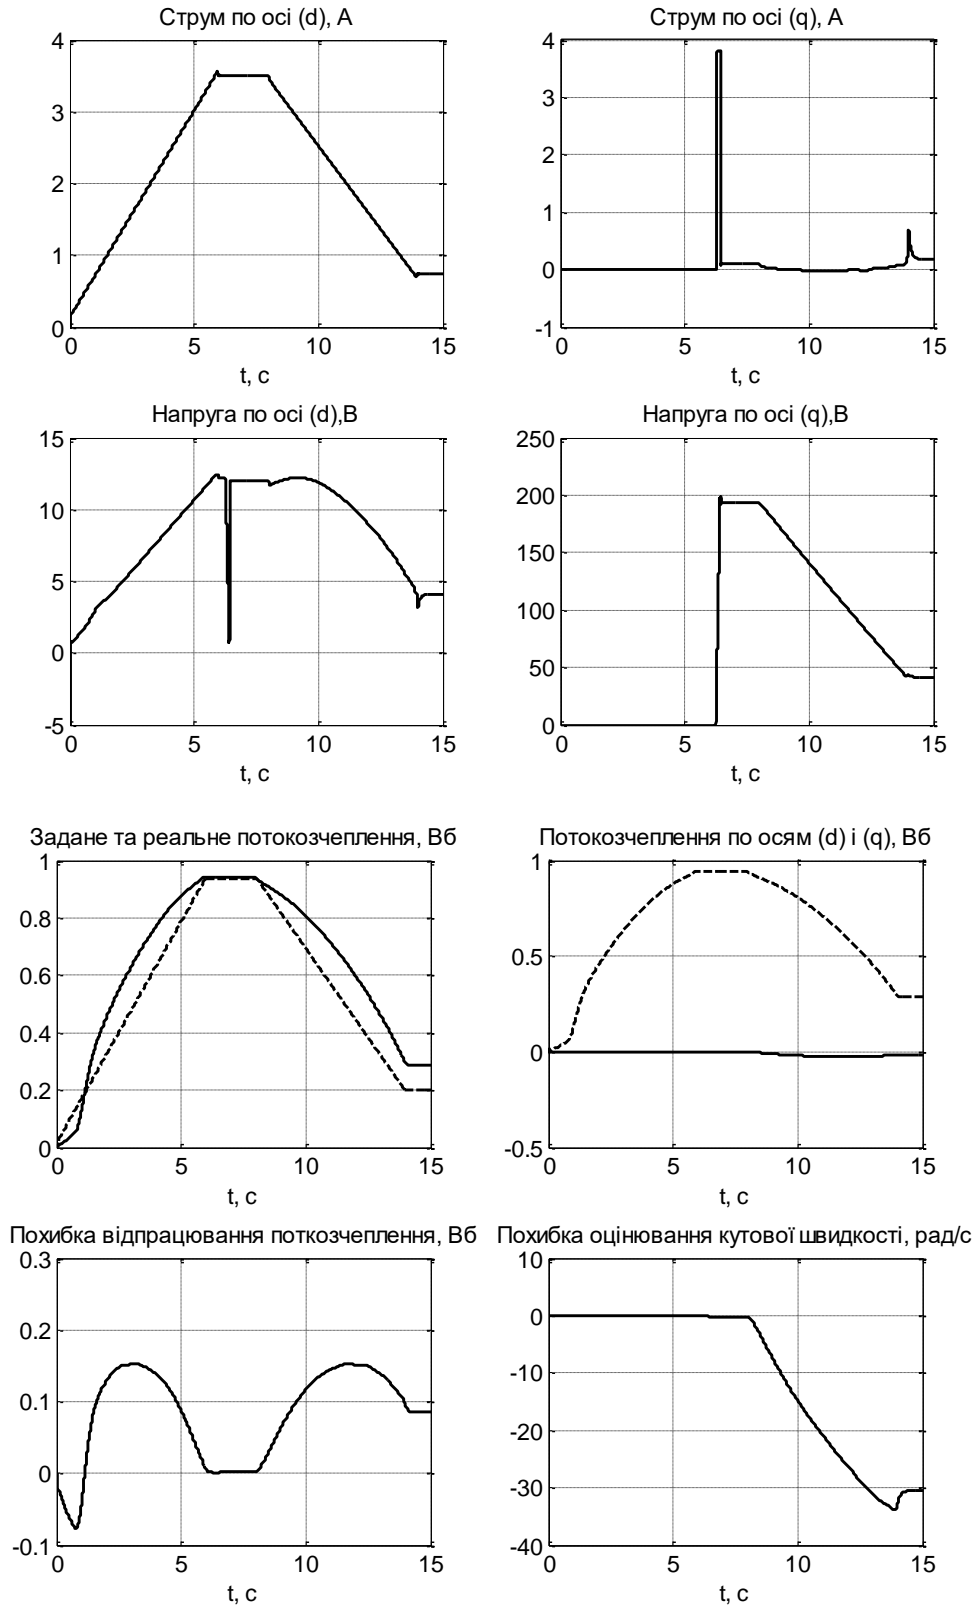 Струм по осі (d), А
Струм по осі (q), А
4
3
2
1
0
0 5 10 15
t, c
4
3
2
1
0
-1
0 5 10 15
t, c
Напруга по осі (d),В
Напруга по осі (q),В
15
10
5
0
-5
0 5 10 15
t, c
250
200
150
100
50
0
0 5 10 15
t, c
Задане та реальне потокозчеплення, Вб
Потокозчеплення по осям (d) і (q), Вб
1
0.8
0.6
0.4
0.2
0
0 5 10 15
t, c
1
0.5
0
-0.5
0 5 10 15
t, c
Похибка відпрацювання поткозчеплення, Вб
Похибка оцінювання кутової швидкості, рад/с
0.3
0.2
0.1
0
-0.1
0 5 10 15
t, c
10
0
-10
-20
-30
-40
0 5 10 15
t, c